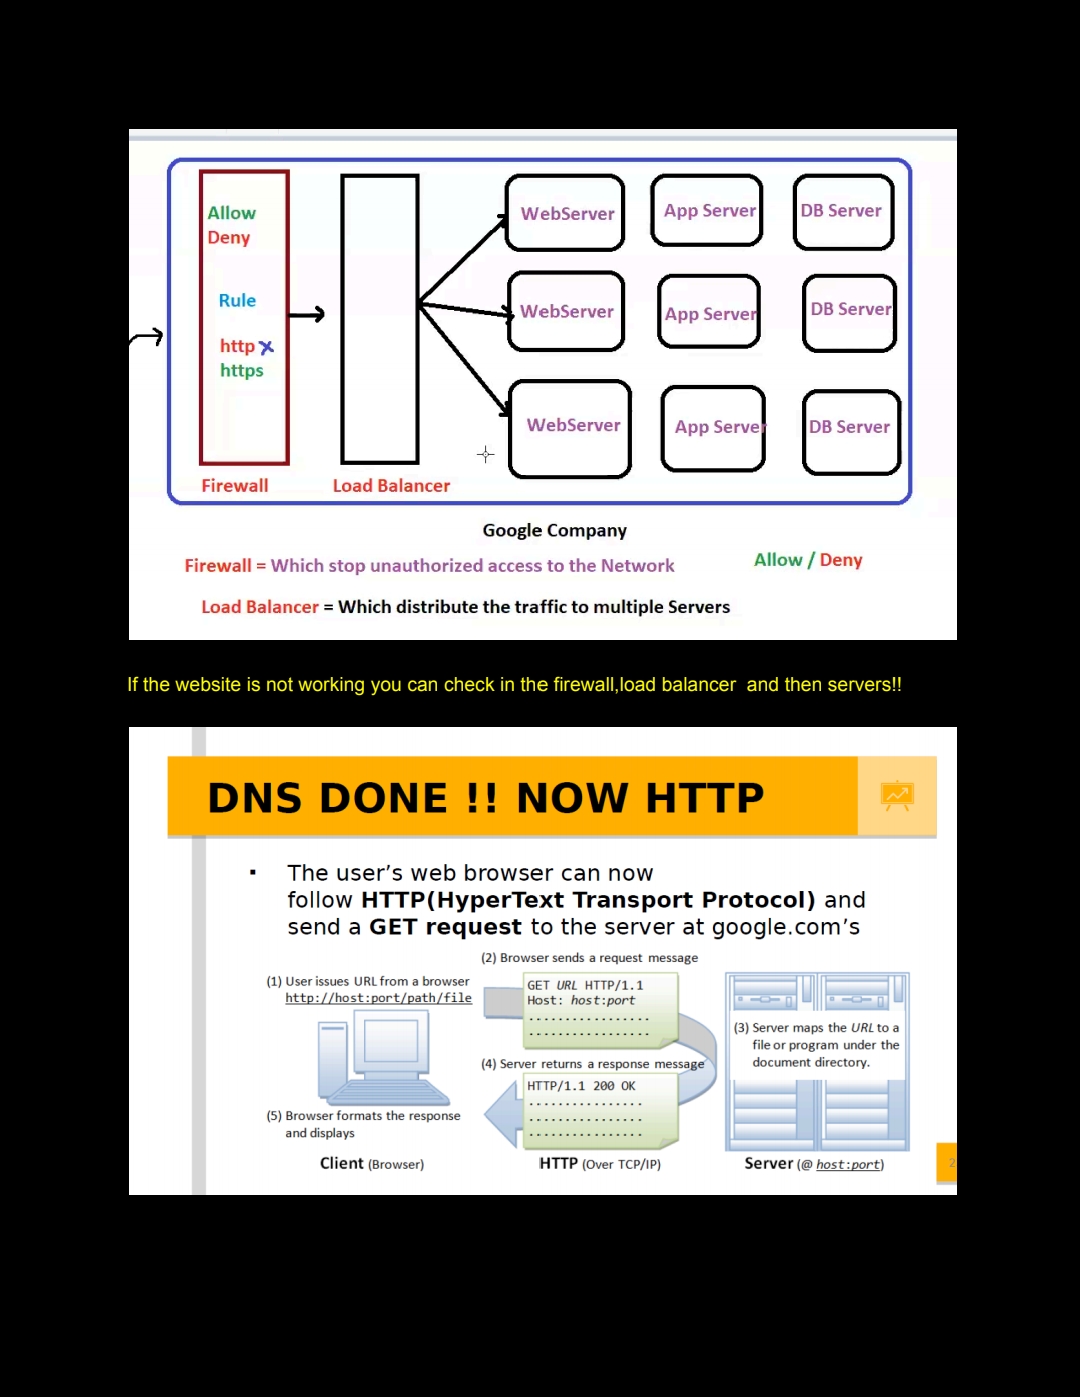 Allow
Deny
Rule
http
https
WebServer
App Server
DB Server
WebServer
App Server
DB Server
WebServer
App Server
DB Server
Firewall
Load Balancer
Google Company
Firewall = Which stop unauthorized access to the Network
Allow / Deny
Load Balancer = Which distribute the traffic to multiple Servers
If the website is not working you can check in the firewall,load balancer  and then servers!!
DNS DONE !! NOW HTTP
▪ The user’s web browser can now
follow HTTP(HyperText Transport Protocol) and
send a GET request to the server at google.com’s
(1) User issues URL from a browser
http://host:port/path/file
(2) Browser sends a request message
GET URL HTTP/1.1
Host: host:port
.................
.................
(3) Server maps the URL to a
file or program under the
document directory.
(4) Server returns a response message
HTTP/1.1 200 OK
................
................
................
(5) Browser formats the response
and displays
Client (Browser)
HTTP (Over TCP/IP)
Server (@ host:port)